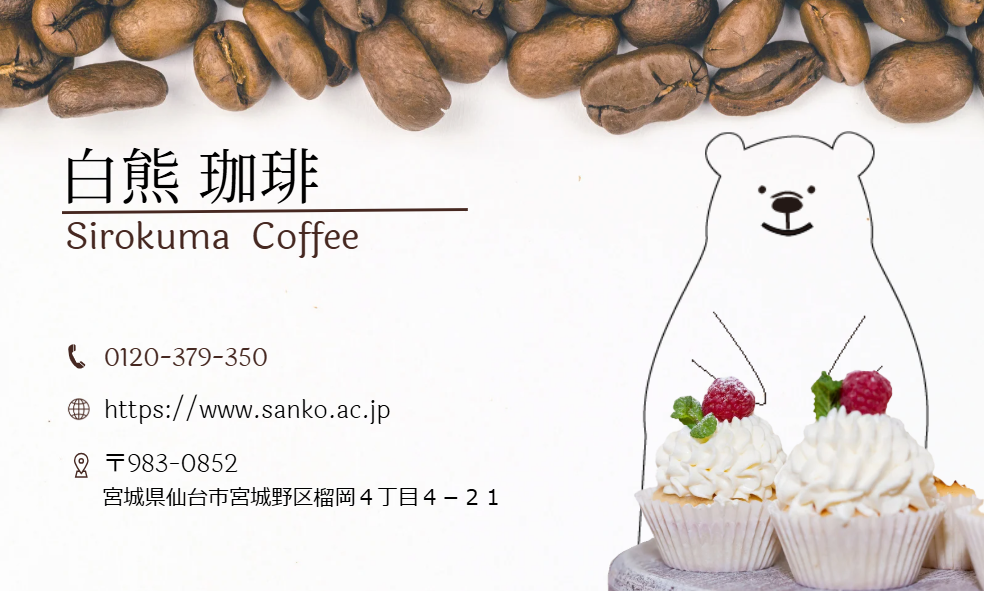 白熊 珈琲
Sirokuma Coffee
0120-379-350
https://www.sanko.ac.jp
〒983-0852
宮城県仙台市宮城野区榴岡４丁目４－２１